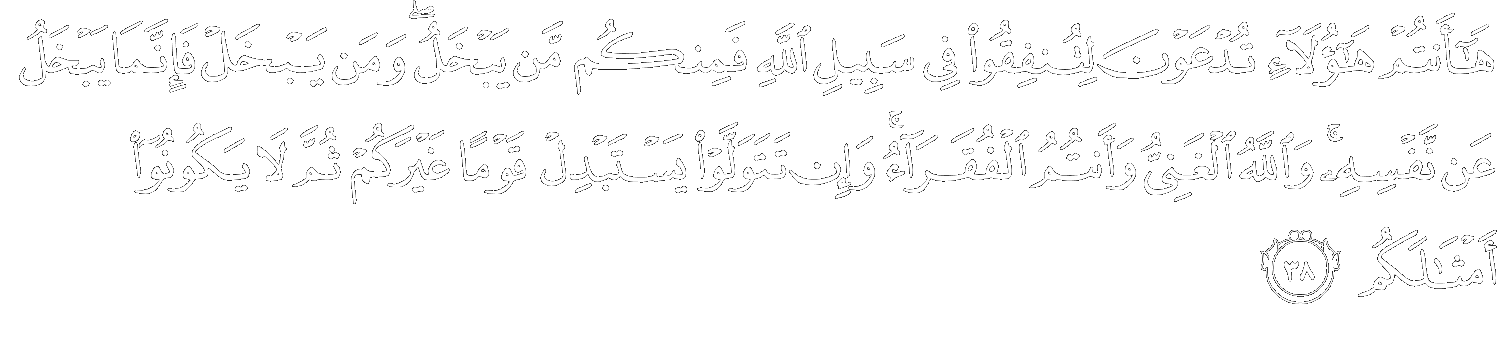 هَٰٓأَنتُمْ هَٰٓؤُلَآءِ تُدْعَوْنَ لِتُنفِقُوا۟ فِى سَبِيلِ ٱللَّهِ فَمِنكُم مَّن يَبْخَلُ ۖ وَمَن يَبْخَلْ فَإِنَّمَا يَبْخَلُ
عَن نَّفْسِهِۦ ۚ وَٱللَّهُ ٱلْغَنِىُّ وَأَنتُمُ ٱلْفُقَرَآءُ ۚ وَإِن تَتَوَلَّوْا۟ يَسْتَبْدِلْ قَوْمًا غَيْرَكُمْ ثُمَّ لَا يَكُونُوٓا۟
أَمْثَٰلَكُم ٣٨